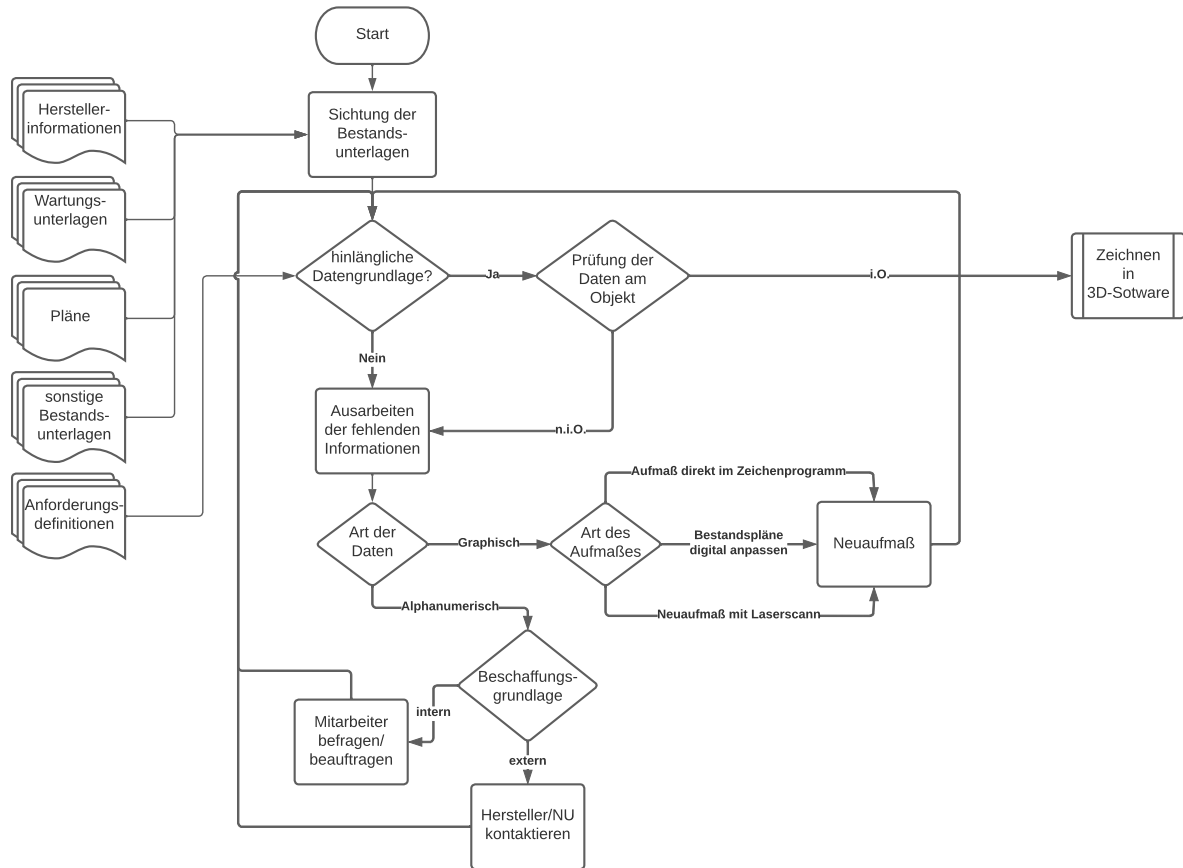 Start
Hersteller-
informationen
Sichtung der
Bestands-
unterlagen
Wartungs-
unterlagen
hinlängliche
Datengrundlage?
Ja
Prüfung der
Daten am
Objekt
i.O.
Zeichnen
in
3D-Sotware
Pläne
Nein
sonstige
Bestands-
unterlagen
Ausarbeiten
der fehlenden
Informationen
n.i.O.
Anforderungs-
definitionen
Aufmaß direkt im Zeichenprogramm
Art der
Daten
Graphisch
Art des
Aufmaßes
Bestandspläne
digital anpassen
Neuaufmaß
Alphanumerisch
Neuaufmaß mit Laserscann
Beschaffungs-
grundlage
intern
Mitarbeiter
befragen/
beauftragen
extern
Hersteller/NU
kontaktieren